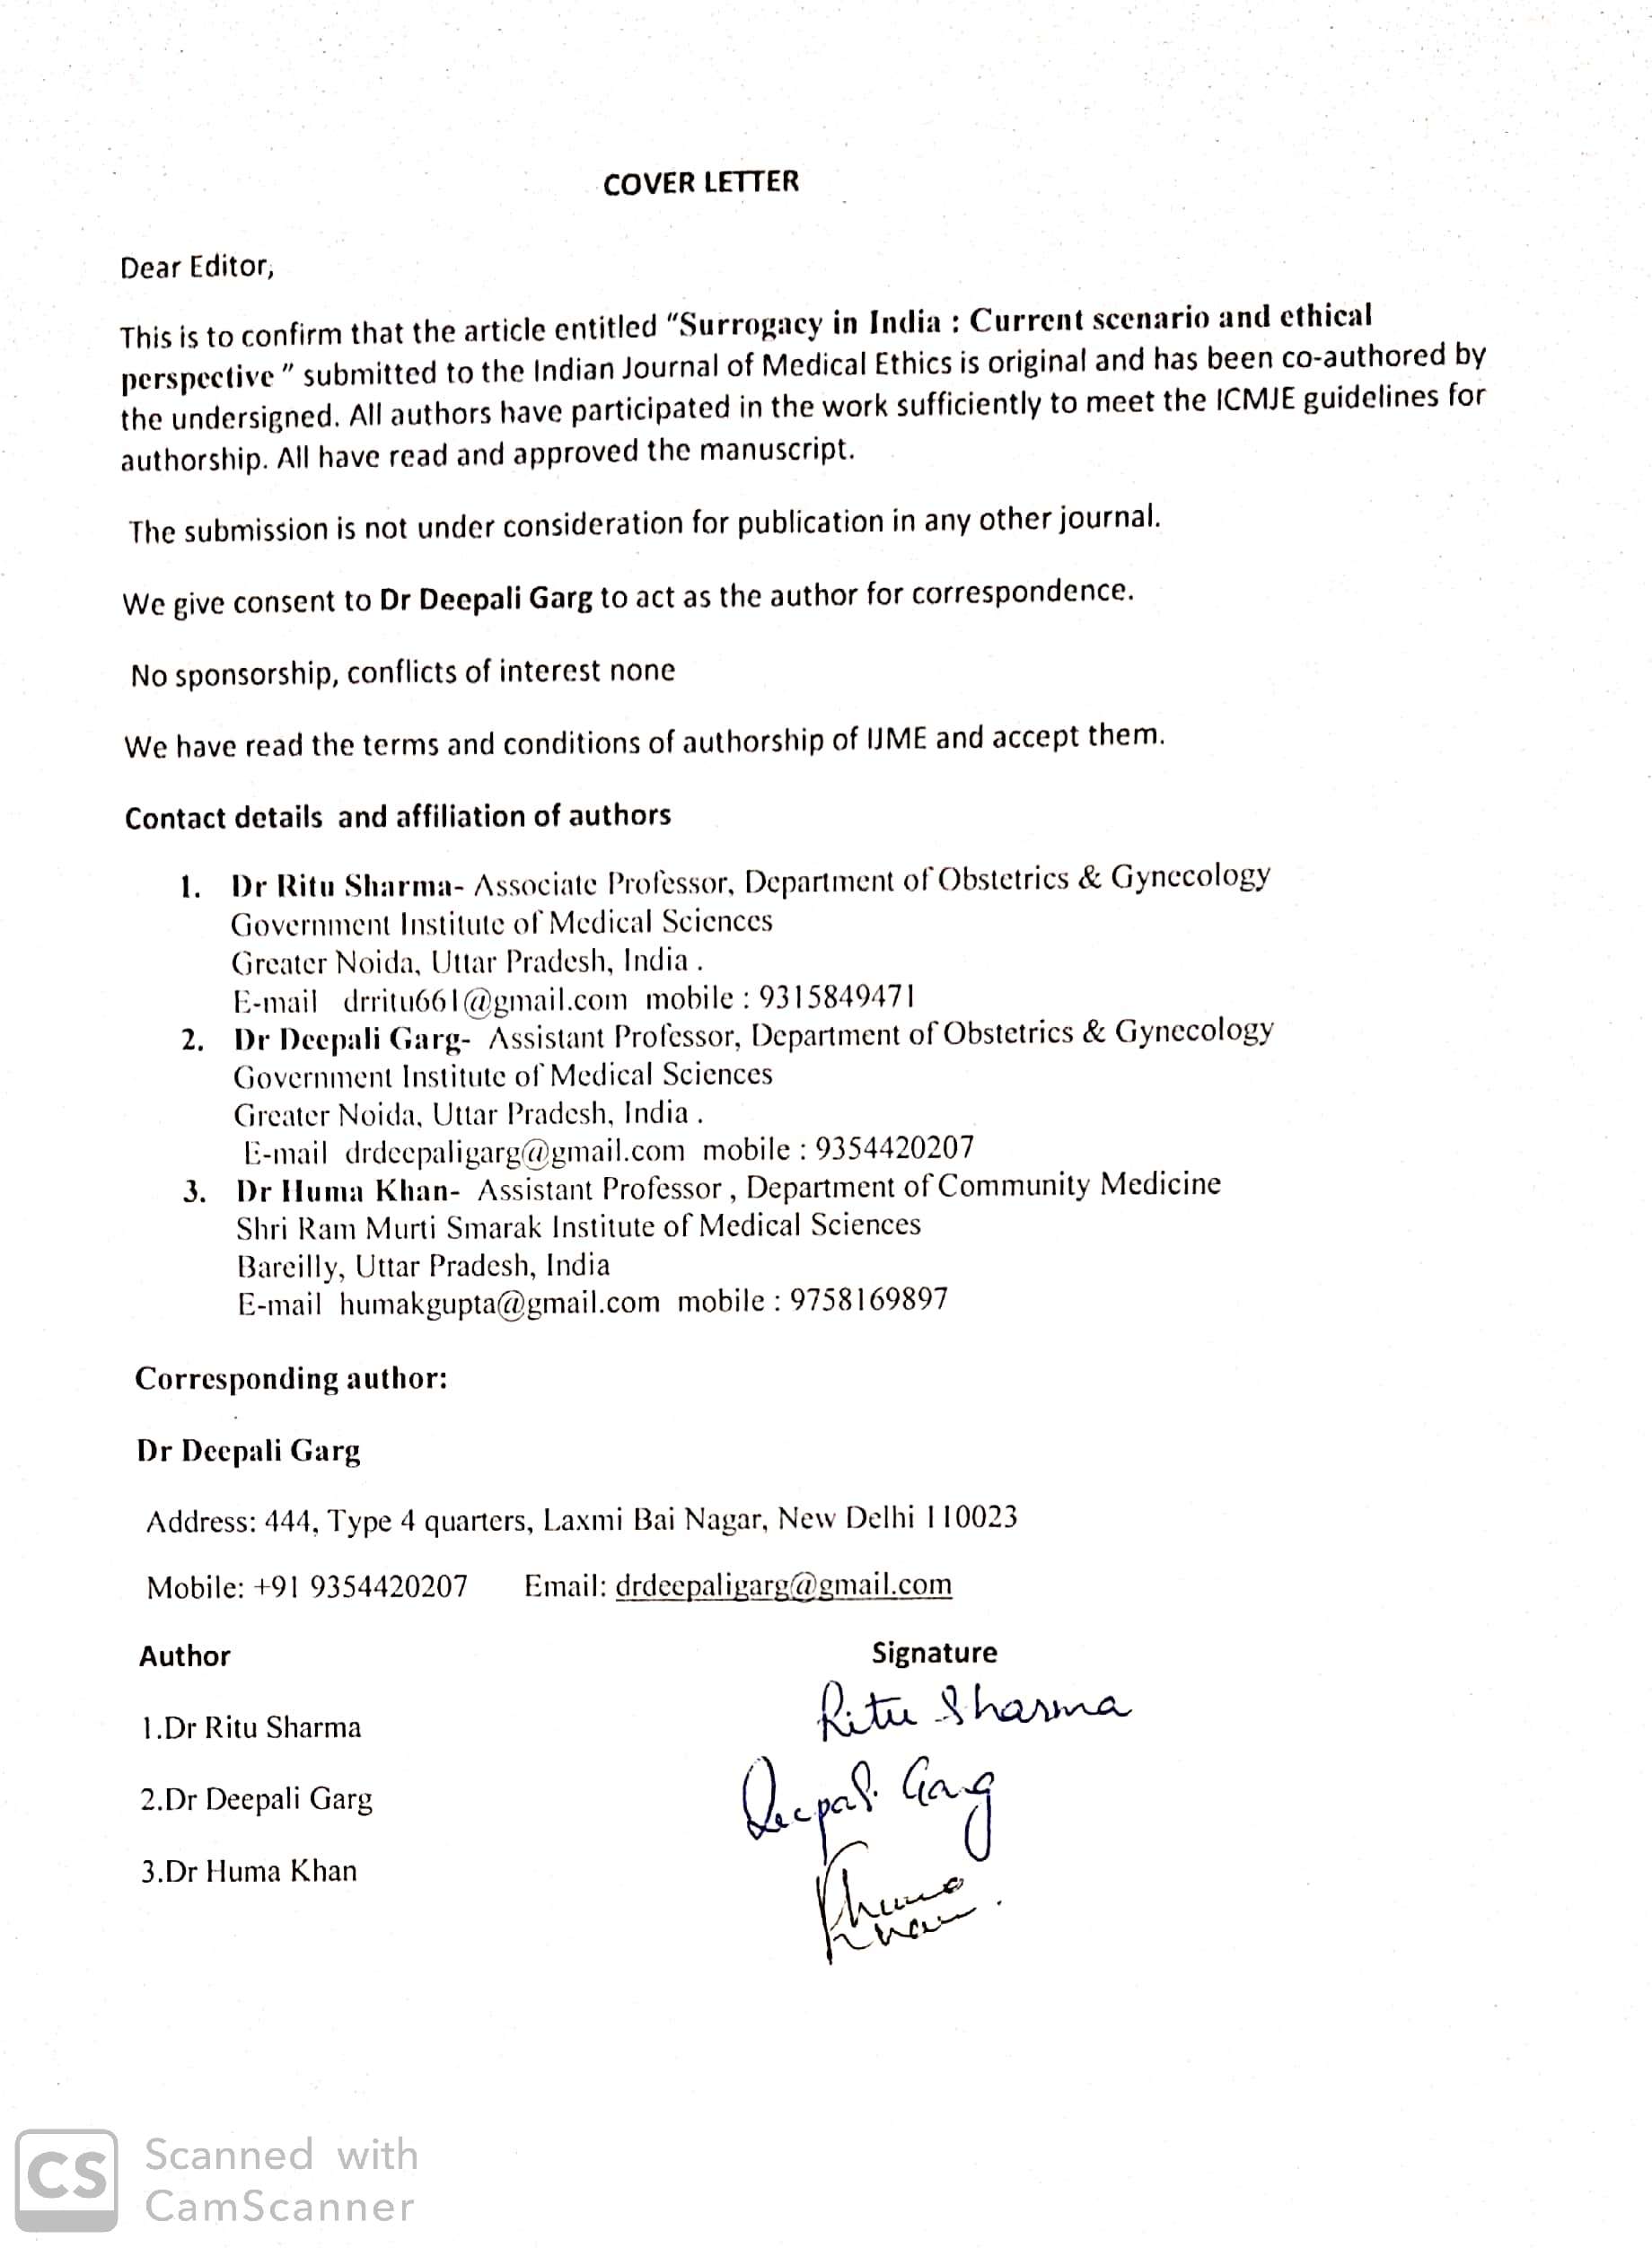 COVER LETTER
Dear Editor,
This is to confirm that the article entitled “Surrogacy in India : Current scenario and ethical
perspective ” submitted to the Indian Journal of Medical Ethics is original and has been co-authored by
the undersigned. All authors have participated in the work sufficiently to meet the ICMJE guidelines for
authorship. All have read and approved the manuscript.
The submission is not under consideration for publication in any other journal.
We give consent to Dr Deepali Garg to act as the author for correspondence.
No sponsorship, conflicts of interest none
We have read the terms and conditions of authorship of IJME and accept them.
Contact details and affiliation of authors
1. Dr Ritu Sharma- Associate Professor, Department of Obstetrics & Gynecology
Government Institute of Medical Sciences
Greater Noida, Uttar Pradesh, India .
E-mail drritu661@gmail.com mobile : 9315849471
2. Dr Deepali Garg- Assistant Professor, Department of Obstetrics & Gynecology
Government Institute of Medical Sciences
Greater Noida, Uttar Pradesh, India .
E-mail drdeepaligarg@gmail.com mobile : 9354420207
3. Dr Huma Khan- Assistant Professor , Department of Community Medicine
Shri Ram Murti Smarak Institute of Medical Sciences
Bareilly, Uttar Pradesh, India
E-mail humakgupta@gmail.com mobile : 9758169897
Corresponding author:
Dr Deepali Garg
Address: 444, Type 4 quarters, Laxmi Bai Nagar, New Delhi 110023
Mobile: +91 9354420207 Email: drdeepaligarg@gmail.com
Author Signature
Ritu Sharma
1.Dr Ritu Sharma
Deepali Garg
2.Dr Deepali Garg
3.Dr Huma Khan
Huma
Khan
CS Scanned with
CamScanner